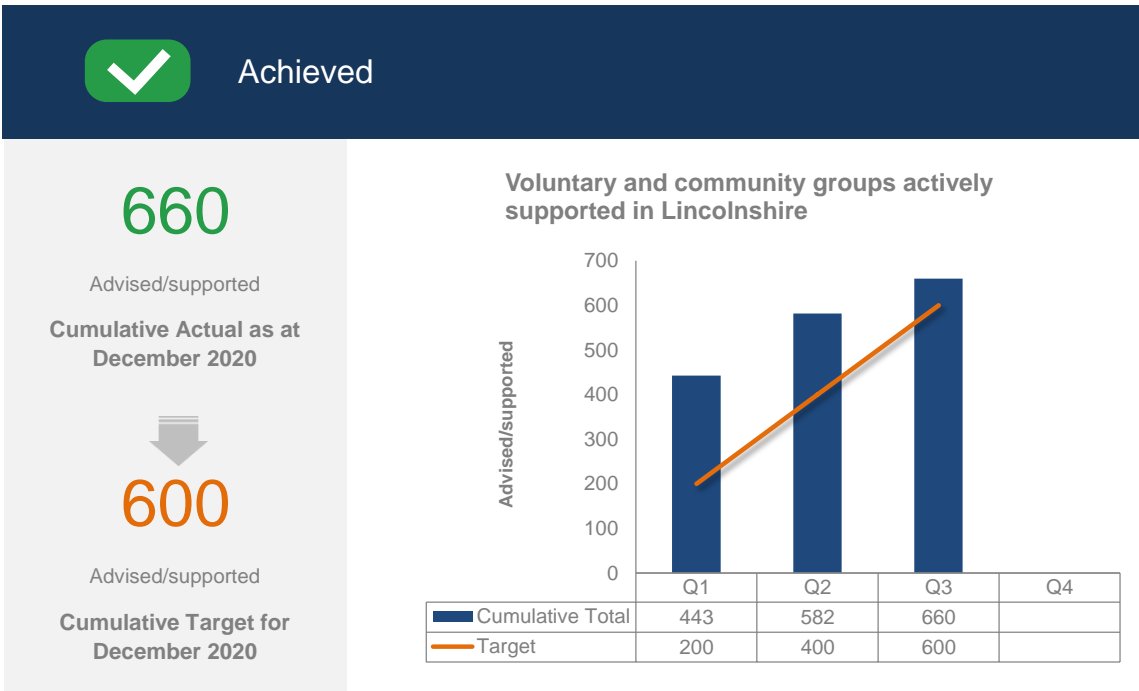 Achieved
660
Advised/supported
Cumulative Actual as at
December 2020
600
Advised/supported
Cumulative Target for
December 2020
Voluntary and community groups actively
supported in Lincolnshire
Advised/supported
700
600
500
400
300
200
100
0
Q1 Q2 Q3 Q4
Cumulative Total 443 582 660
Target 200 400 600